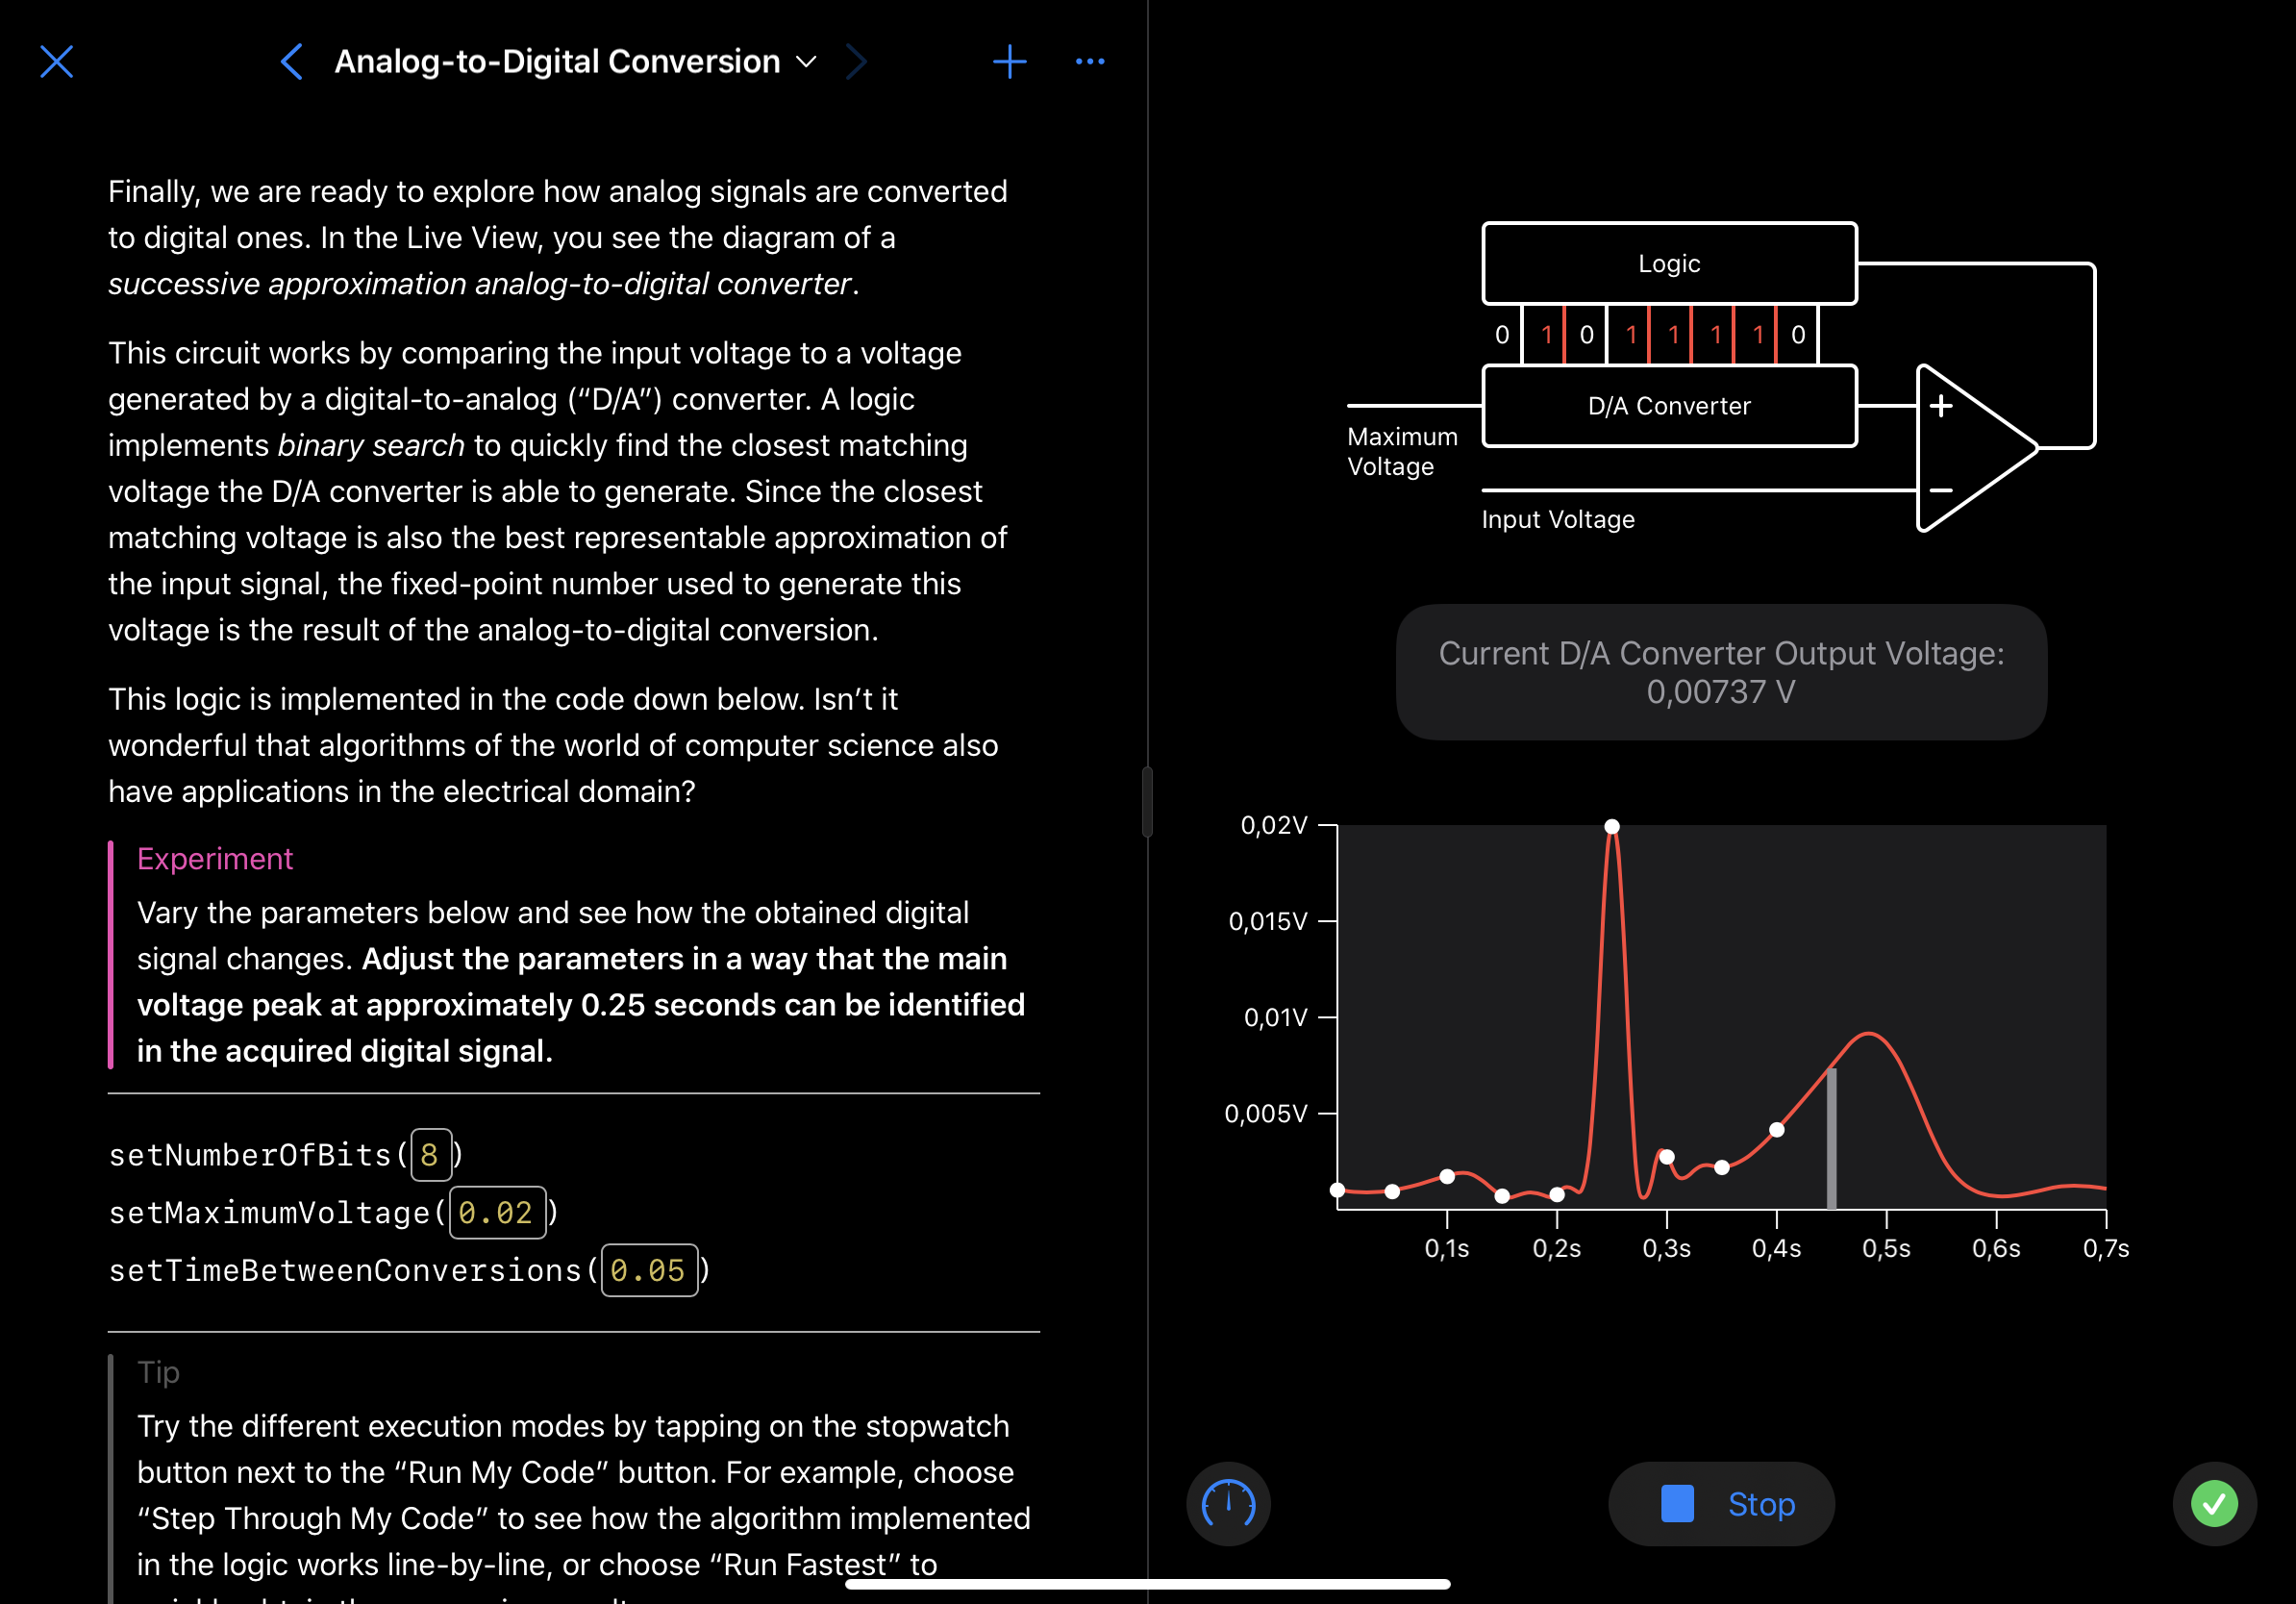 Analog-to-Digital Conversion
Finally, we are ready to explore how analog signals are converted
to digital ones. In the Live View, you see the diagram of a
successive approximation analog-to-digital converter.
This circuit works by comparing the input voltage to a voltage
generated by a digital-to-analog (“D/A”) converter. A logic
implements binary search to quickly find the closest matching
voltage the D/A converter is able to generate. Since the closest
matching voltage is also the best representable approximation of
the input signal, the fixed-point number used to generate this
voltage is the result of the analog-to-digital conversion.
This logic is implemented in the code down below. Isn’t it
wonderful that algorithms of the world of computer science also
have applications in the electrical domain?
Experiment
Vary the parameters below and see how the obtained digital
signal changes. Adjust the parameters in a way that the main
voltage peak at approximately 0.25 seconds can be identified
in the acquired digital signal.
setNumberOfBits(8)
setMaximumVoltage(0.02)
setTimeBetweenConversions(0.05)
Tip
Try the different execution modes by tapping on the stopwatch
button next to the “Run My Code” button. For example, choose
“Step Through My Code” to see how the algorithm implemented
in the logic works line-by-line, or choose “Run Fastest” to
Logic
0 1 0 1 1 1 1 0
D/A Converter
+
Maximum
Voltage
−
Input Voltage
Current D/A Converter Output Voltage:
0,00737 V
0,02V
0,015V
0,01V
0,005V
0,1s 0,2s 0,3s 0,4s 0,5s 0,6s 0,7s
Stop